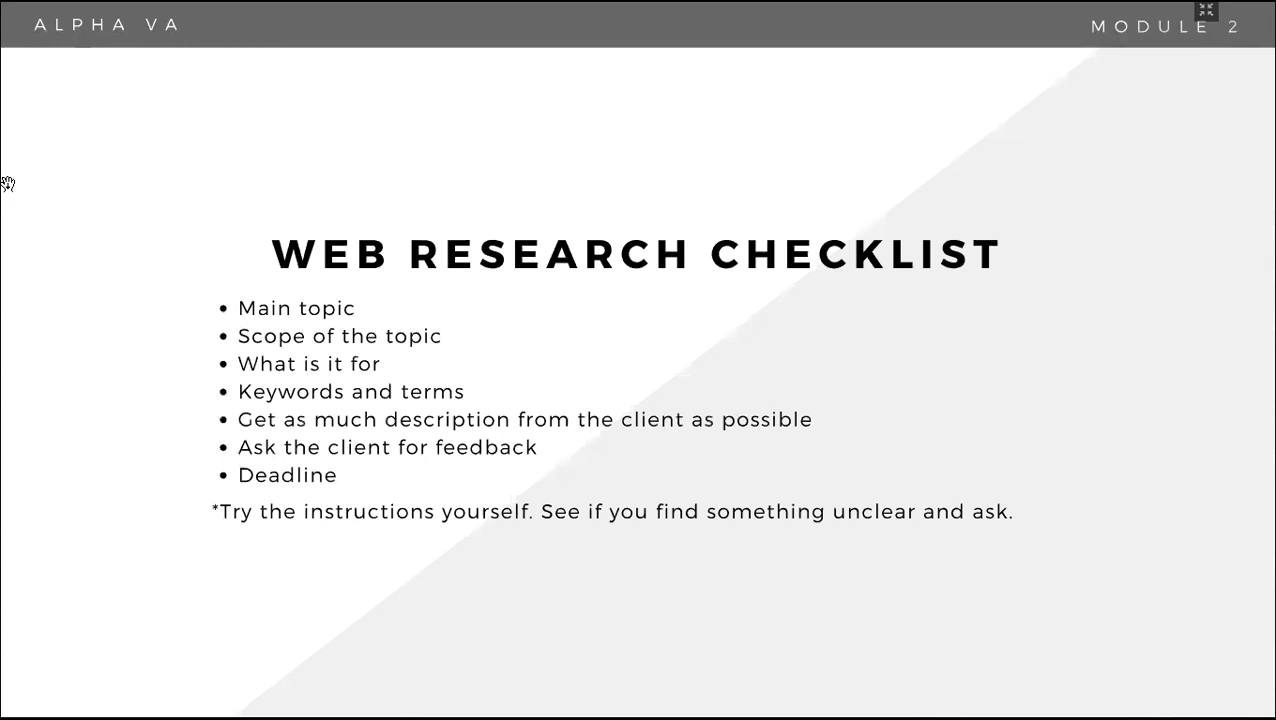 ALPHA VA
MODULE 2
WEB RESEARCH CHECKLIST
• Main topic
• Scope of the topic
• What is it for
• Keywords and terms
• Get as much description from the client as possible
• Ask the client for feedback
• Deadline
*Try the instructions yourself. See if you find something unclear and ask.